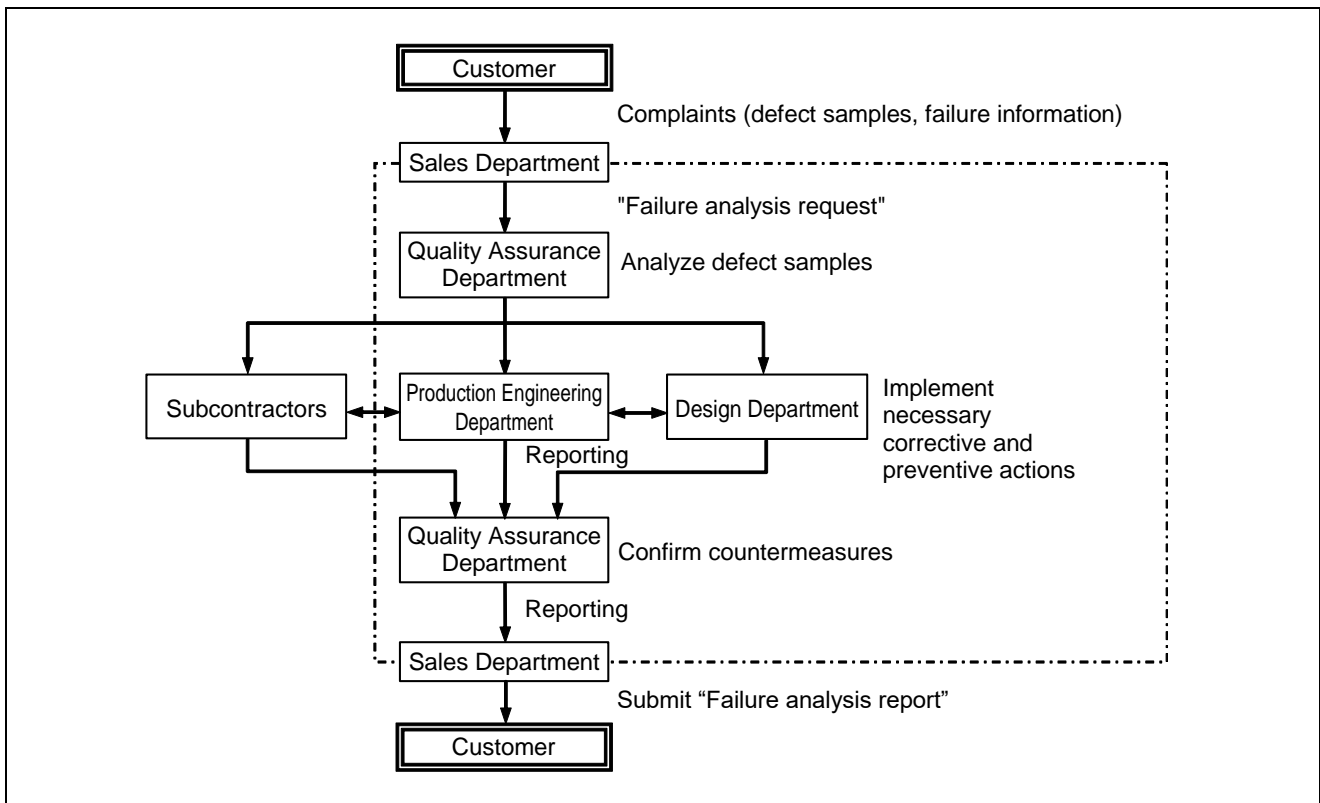 Customer
Complaints (defect samples, failure information)
Sales Department
"Failure analysis request"
Quality Assurance
Department
Analyze defect samples
Subcontractors
Production Engineering
Department
Design Department
Implement
necessary
corrective and
preventive actions
Reporting
Quality Assurance
Department
Confirm countermeasures
Reporting
Sales Department
Submit “Failure analysis report”
Customer